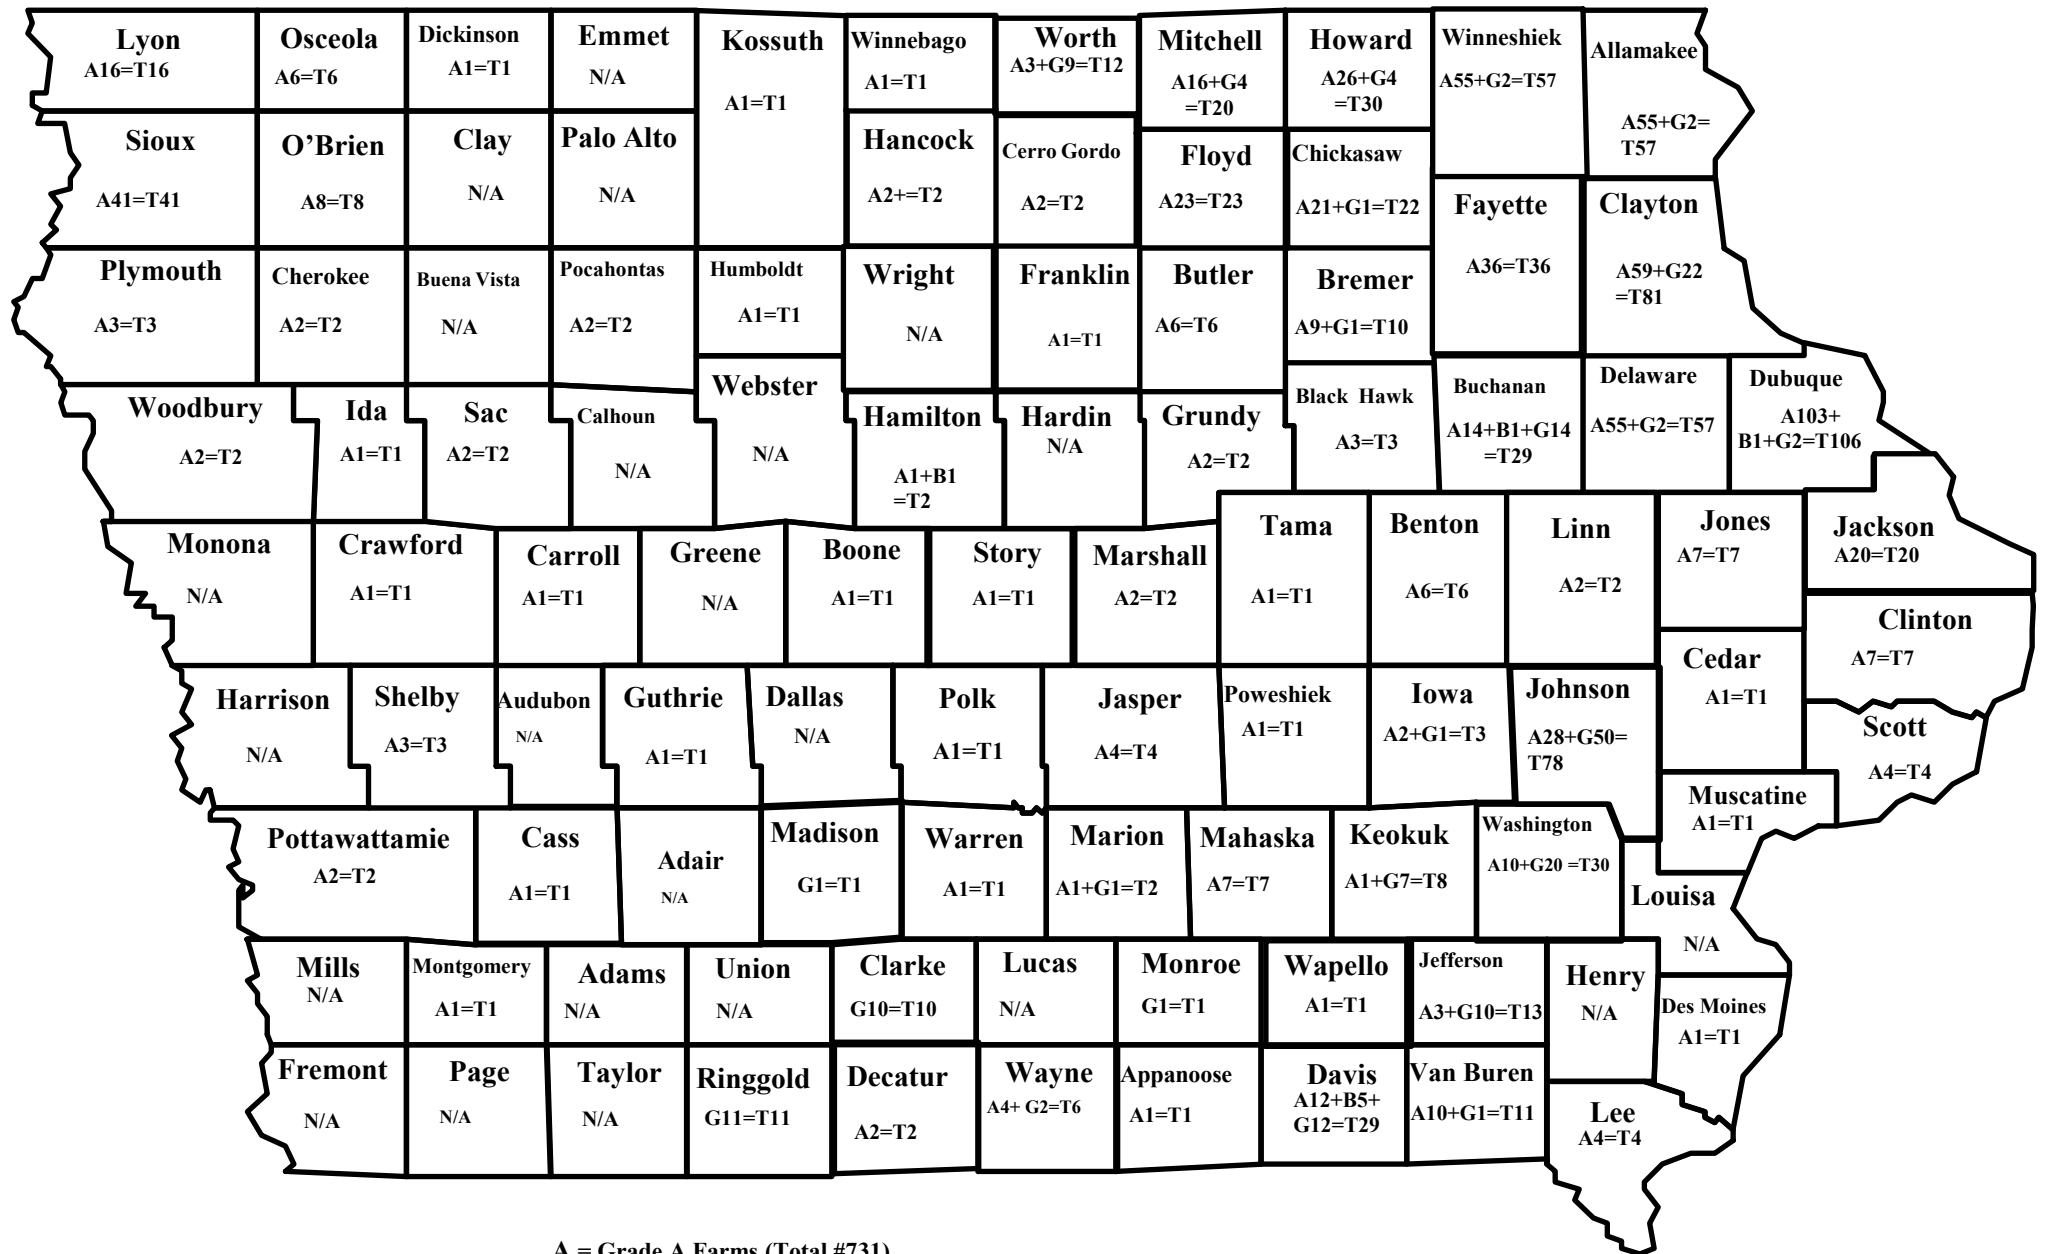 Lyon
A16=T16
Osceola
A6=T6
Dickinson
A1=T1
Emmet
N/A
Kossuth
A1=T1
Winnebago
A1=T1
Worth
A3+G9=T12
Mitchell
A16+G4
=T20
Howard
A26+G4
=T30
Winneshiek
A55+G2=T57
Allamakee
A55+G2=
T57
Sioux
A41=T41
O’Brien
A8=T8
Clay
N/A
Palo Alto
N/A
Hancock
A2+=T2
Cerro Gordo
A2=T2
Floyd
A23=T23
Chickasaw
A21+G1=T22
Fayette
A36=T36
Clayton
A59+G22
=T81
Plymouth
A3=T3
Cherokee
A2=T2
Buena Vista
N/A
Pocahontas
A2=T2
Humboldt
A1=T1
Wright
N/A
Franklin
A1=T1
Butler
A6=T6
Bremer
A9+G1=T10
Woodbury
A2=T2
Ida
A1=T1
Sac
A2=T2
Calhoun
N/A
Webster
N/A
Hamilton
A1+B1
=T2
Hardin
N/A
Grundy
A2=T2
Black Hawk
A3=T3
Buchanan
A14+B1+G14
=T29
Delaware
A55+G2=T57
Dubuque
A103+
B1+G2=T106
Monona
N/A
Crawford
A1=T1
Carroll
A1=T1
Greene
N/A
Boone
A1=T1
Story
A1=T1
Marshall
A2=T2
Tama
A1=T1
Benton
A6=T6
Linn
A2=T2
Jones
A7=T7
Jackson
A20=T20
Clinton
A7=T7
Harrison
N/A
Shelby
A3=T3
Audubon
N/A
Guthrie
A1=T1
Dallas
N/A
Polk
A1=T1
Jasper
A4=T4
Poweshiek
A1=T1
Iowa
A2+G1=T3
Johnson
A28+G50=
T78
Cedar
A1=T1
Scott
A4=T4
Muscatine
A1=T1
Pottawattamie
A2=T2
Cass
A1=T1
Adair
N/A
Madison
G1=T1
Warren
A1=T1
Marion
A1+G1=T2
Mahaska
A7=T7
Keokuk
A1+G7=T8
Washington
A10+G20 =T30
Louisa
N/A
Mills
N/A
Montgomery
A1=T1
Adams
N/A
Union
N/A
Clarke
G10=T10
Lucas
N/A
Monroe
G1=T1
Wapello
A1=T1
Jefferson
A3+G10=T13
Henry
N/A
Des Moines
A1=T1
Fremont
N/A
Page
N/A
Taylor
N/A
Ringgold
G11=T11
Decatur
A2=T2
Wayne
A4+ G2=T6
Appanoose
A1=T1
Davis
A12+B5+
G12=T29
Van Buren
A10+G1=T11
Lee
A4=T4
A = Grade A Farms (Total #731)